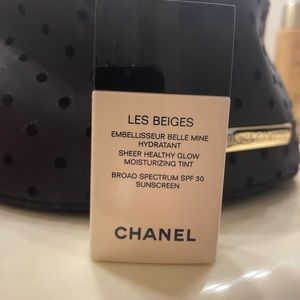 LES BEIGES
EMBELLISSEUR BELLE MINE
HYDRATANT
SHEER HEALTHY GLOW
MOISTURIZING TINT
BROAD SPECTRUM SPF 30
SUNSCREEN
CHANEL